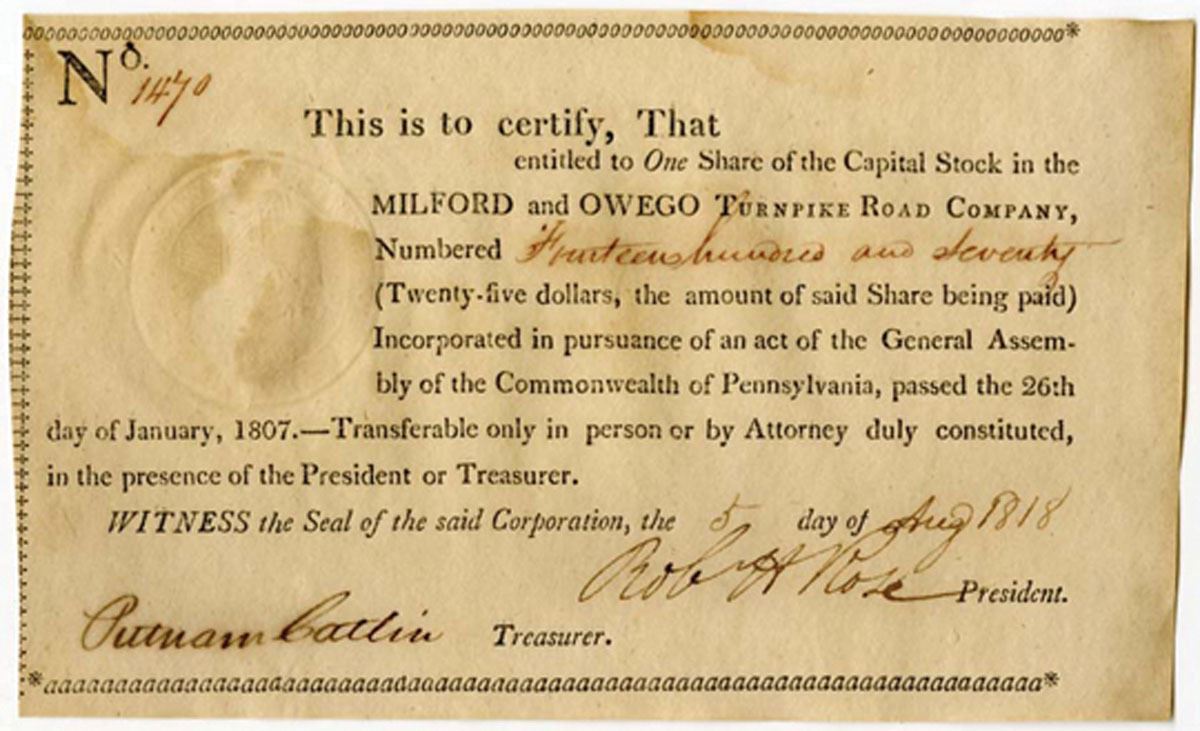 No.
1470
This is to certify, That
entitled to One Share of the Capital Stock in the
MILFORD and OWEGO TURNPIKE ROAD COMPANY,
Numbered Fourteen hundred and Seventy
(Twenty-five dollars, the amount of said Share being paid)
Incorporated in pursuance of an act of the General Assem-
bly of the Commonwealth of Pennsylvania, passed the 26th
day of January, 1807.—Transferable only in person or by Attorney duly constituted,
in the presence of the President or Treasurer.
WITNESS the Seal of the said Corporation, the 5 day of Aug 1818
Rob H Rose President.
Putnam Catlin Treasurer.